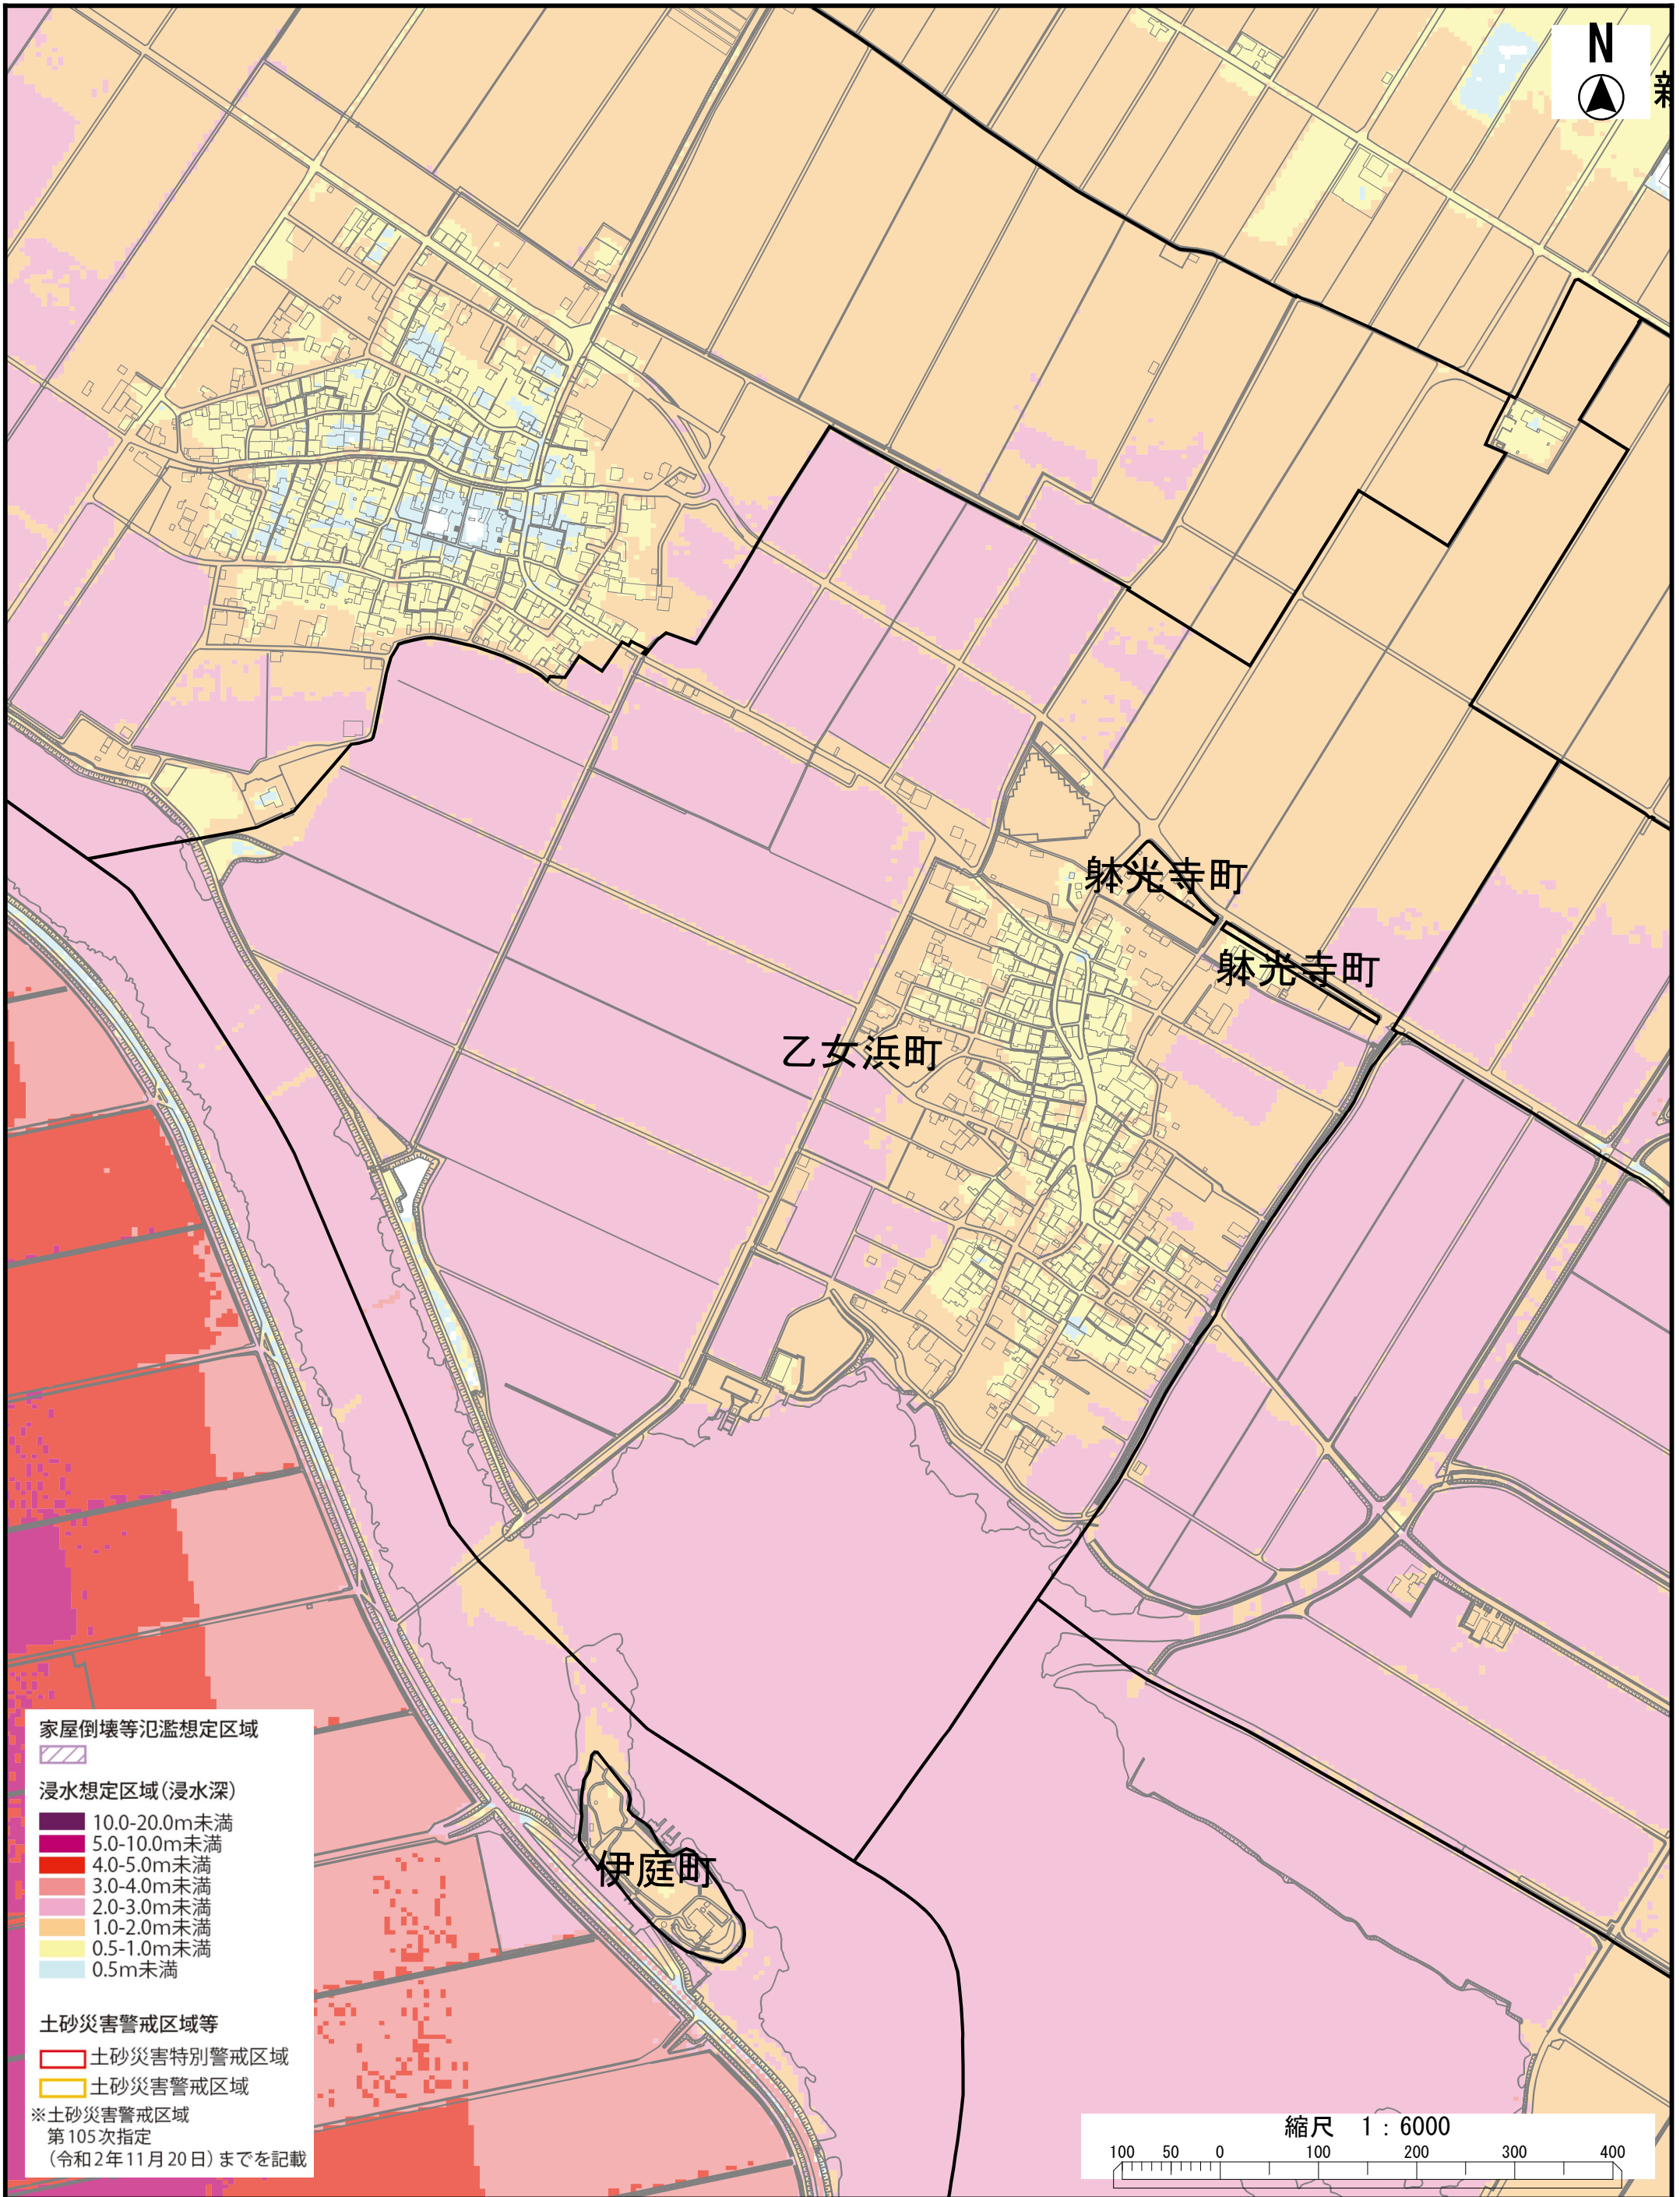 N
躰光寺町
躰光寺町
乙女浜町
伊庭町
家屋倒壊等氾濫想定区域
浸水想定区域(浸水深)
10.0-20.0m未満
5.0-10.0m未満
4.0-5.0m未満
3.0-4.0m未満
2.0-3.0m未満
1.0-2.0m未満
0.5-1.0m未満
0.5m未満
土砂災害警戒区域等
土砂災害特別警戒区域
土砂災害警戒区域
※土砂災害警戒区域
第105次指定
(令和2年11月20日)までを記載
縮尺 1:6000
100 50 0 100 200 300 400